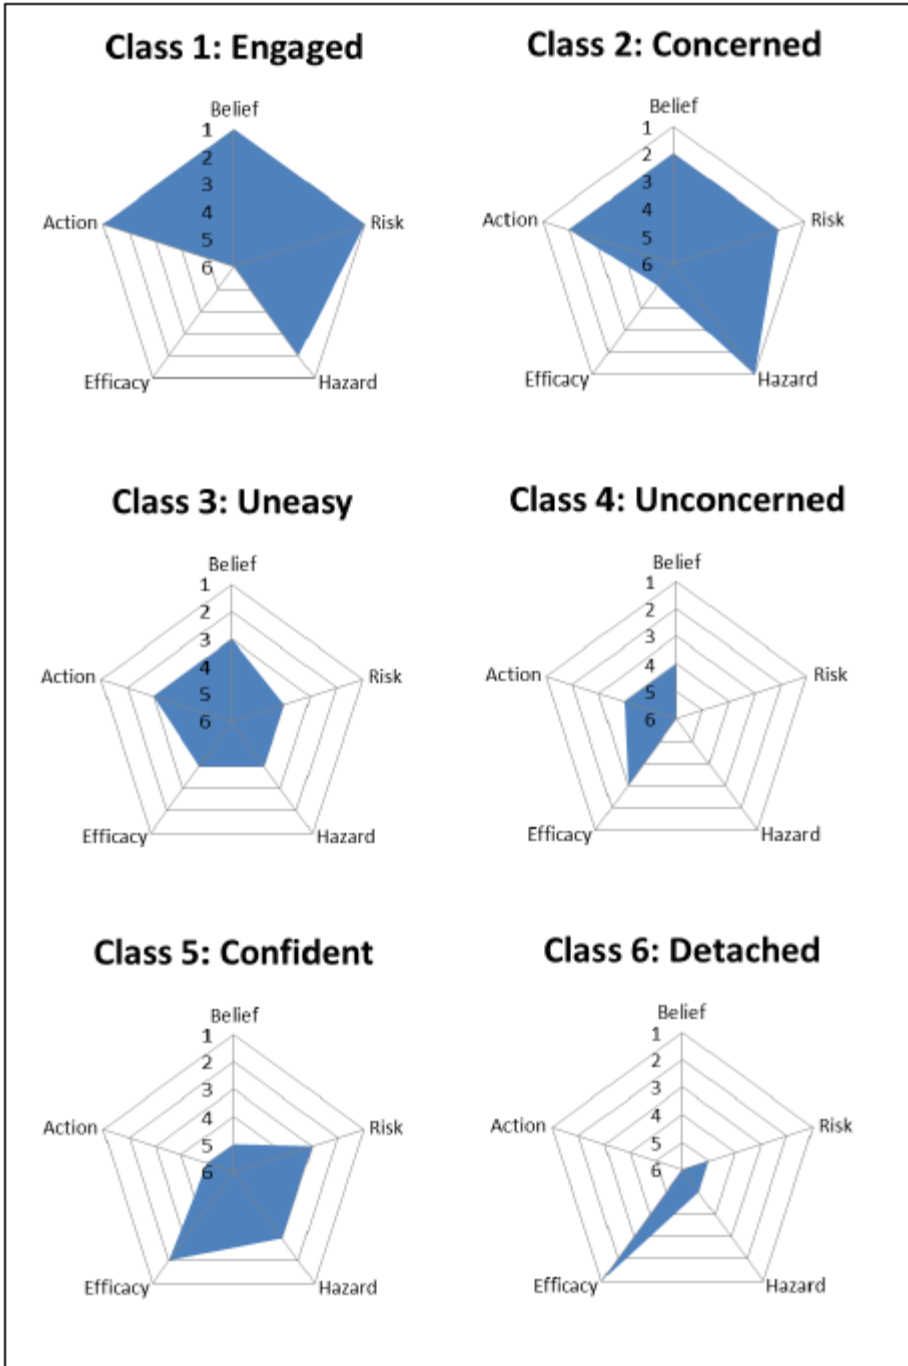 Class 1: Engaged
Belief
1
2
3
4
5
6
Action
Risk
Efficacy
Hazard
Class 2: Concerned
Belief
1
2
3
4
5
6
Action
Risk
Efficacy
Hazard
Class 3: Uneasy
Belief
1
2
3
4
5
6
Action
Risk
Efficacy
Hazard
Class 4: Unconcerned
Belief
1
2
3
4
5
6
Action
Risk
Efficacy
Hazard
Class 5: Confident
Belief
1
2
3
4
5
6
Action
Risk
Efficacy
Hazard
Class 6: Detached
Belief
1
2
3
4
5
6
Action
Risk
Efficacy
Hazard